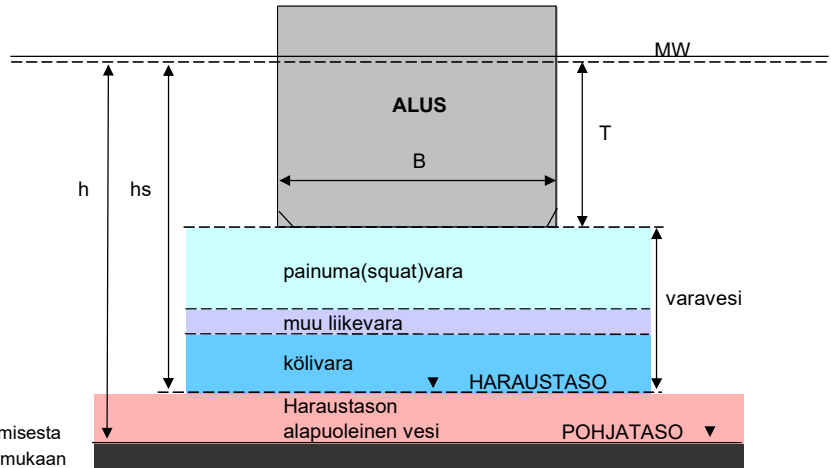 MW
ALUS
T
B
h
hs
painuma(squat)vara
varavesi
muu liikevara
kölivara
HARAUSTASO
Haraustason
alapuoleinen vesi
POHJATASO
misesta
mukaan